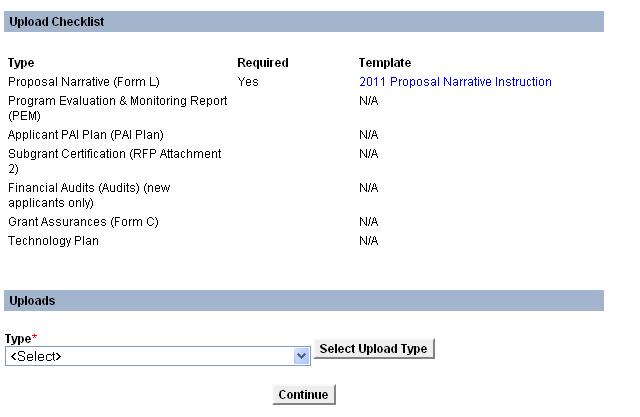 Upload Checklist
Type Required Template
Proposal Narrative (Form L) Yes 2011 Proposal Narrative Instruction
Program Evaluation & Monitoring Report N/A
(PEM)
Applicant PAI Plan (PAI Plan) N/A
Subgrant Certification (RFP Attachment N/A
2)
Financial Audits (Audits) (new N/A
applicants only)
Grant Assurances (Form C) N/A
Technology Plan N/A
Uploads
Type*
<Select> Select Upload Type
Continue